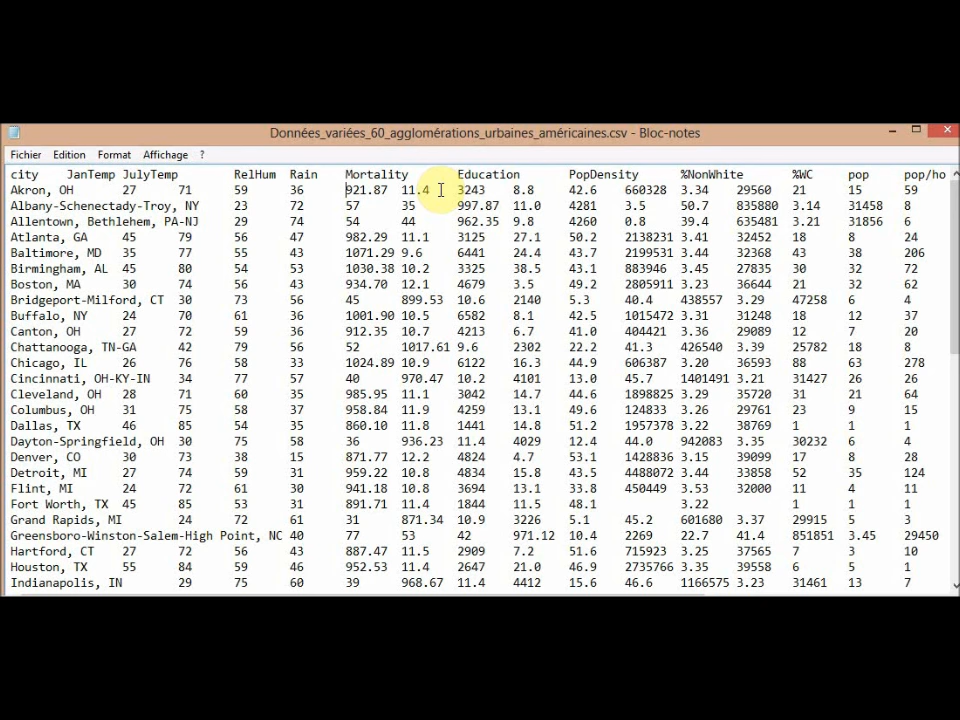 Données_variées_60_agglomérations_urbaines_américaines.csv - Bloc-notes
Fichier Edition Format Affichage ?
city JanTemp JulyTemp RelHum Rain Mortality Education PopDensity %NonWhite %WC pop pop/ho
Akron, OH 27 71 59 36 921.87 11.4 3243 8.8 42.6 660328 3.34 29560 21 15 59
Albany-Schenectady-Troy, NY 23 72 57 35 997.87 11.0 4281 3.5 50.7 835880 3.14 31458 8 6
Allentown, Bethlehem, PA-NJ 29 74 54 44 962.35 9.8 4260 0.8 39.4 635481 3.21 31856 6
Atlanta, GA 45 79 56 47 982.29 11.1 3125 27.1 50.2 2138231 3.41 32452 18 8 24
Baltimore, MD 35 77 55 43 1071.29 9.6 6441 24.4 43.7 2199531 3.44 32368 43 38 206
Birmingham, AL 45 80 54 53 1030.38 10.2 3325 38.5 43.1 883946 3.45 27835 30 32 72
Boston, MA 30 74 56 43 934.70 12.1 4679 3.5 49.2 2805911 3.23 36644 21 32 62
Bridgeport-Milford, CT 30 73 56 45 899.53 10.6 2140 5.3 40.4 438557 3.29 47258 6 4
Buffalo, NY 24 70 61 36 1001.90 10.5 6582 8.1 42.5 1015472 3.31 31248 18 12 37
Canton, OH 27 72 59 36 912.35 10.7 4213 6.7 41.0 404421 3.36 29089 12 7 20
Chattanooga, TN-GA 42 79 56 52 1017.61 9.6 2302 22.2 41.3 426540 3.39 25782 18 8
Chicago, IL 26 76 58 33 1024.89 10.9 6122 16.3 44.9 606387 3.20 36593 88 63 278
Cincinnati, OH-KY-IN 34 77 57 40 970.47 10.2 4101 13.0 45.7 1401491 3.21 31427 26 26
Cleveland, OH 28 71 60 35 985.95 11.1 3042 14.7 44.6 1898825 3.29 35720 31 21 64
Columbus, OH 31 75 58 37 958.84 11.9 4259 13.1 49.6 124833 3.26 29761 23 9 15
Dallas, TX 46 85 54 35 860.10 11.8 1441 14.8 51.2 1957378 3.22 38769 1 1 1
Dayton-Springfield, OH 30 75 58 36 936.23 11.4 4029 12.4 44.0 942083 3.35 30232 6 4
Denver, CO 30 73 38 15 871.77 12.2 4824 4.7 53.1 1428836 3.15 39099 17 8 28
Detroit, MI 27 74 59 31 959.22 10.8 4834 15.8 43.5 4488072 3.44 33858 52 35 124
Flint, MI 24 72 61 30 941.18 10.8 3694 13.1 33.8 450449 3.53 32000 11 4 11
Fort Worth, TX 45 85 53 31 891.71 11.4 1844 11.5 48.1 3.22 1 1 1
Grand Rapids, MI 24 72 61 31 871.34 10.9 3226 5.1 45.2 601680 3.37 29915 5 3
Greensboro-Winston-Salem-High Point, NC 40 77 53 42 971.12 10.4 2269 22.7 41.4 851851 3.45 29450
Hartford, CT 27 72 56 43 887.47 11.5 2909 7.2 51.6 715923 3.25 37565 7 3 10
Houston, TX 55 84 59 46 952.53 11.4 2647 21.0 46.9 2735766 3.35 39558 6 5 1
Indianapolis, IN 29 75 60 39 968.67 11.4 4412 15.6 46.6 1166575 3.23 31461 13 7